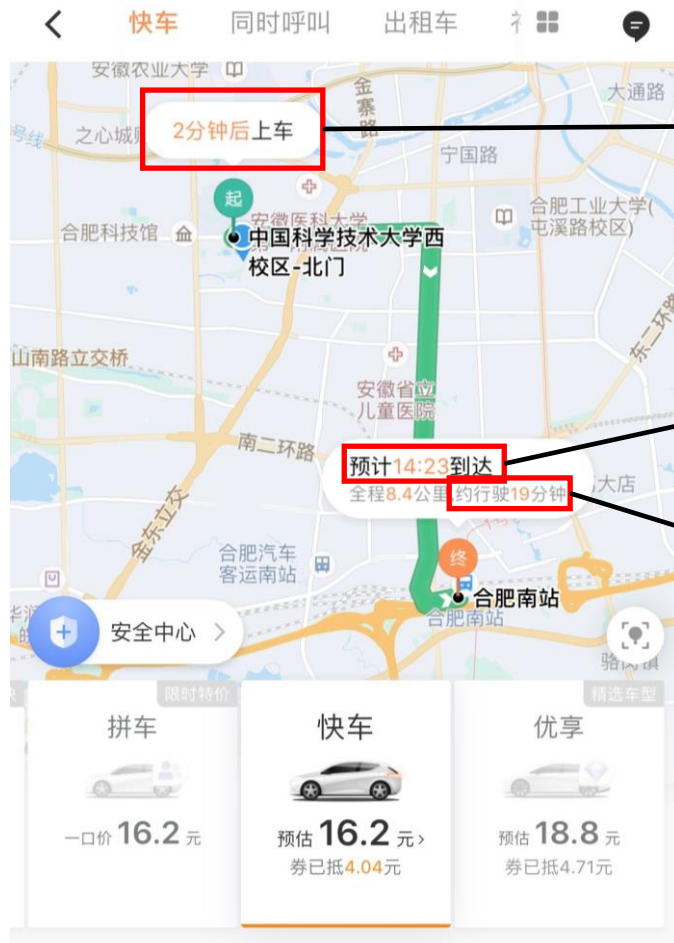 快车 同时呼叫 出租车
安徽农业大学
金寨路
大通路
号线
之心城
2分钟后上车
宁国路
起
安徽医科大学
合肥工业大学(
屯溪路校区)
合肥科技馆
中国科学技术大学西
校区-北门
东二环路
山南路立交桥
安徽省立
儿童医院
南二环路
预计14:23到达
全程8.4公里,约行驶19分钟
大店
金东立交
合肥汽车
客运南站
终
合肥南站
合肥南站
安全中心
骆岗镇
限时特价
精选车型
拼车
快车
优享
一口价 16.2 元
预估 16.2 元
预估 18.8 元
券已抵4.04元
券已抵4.71元